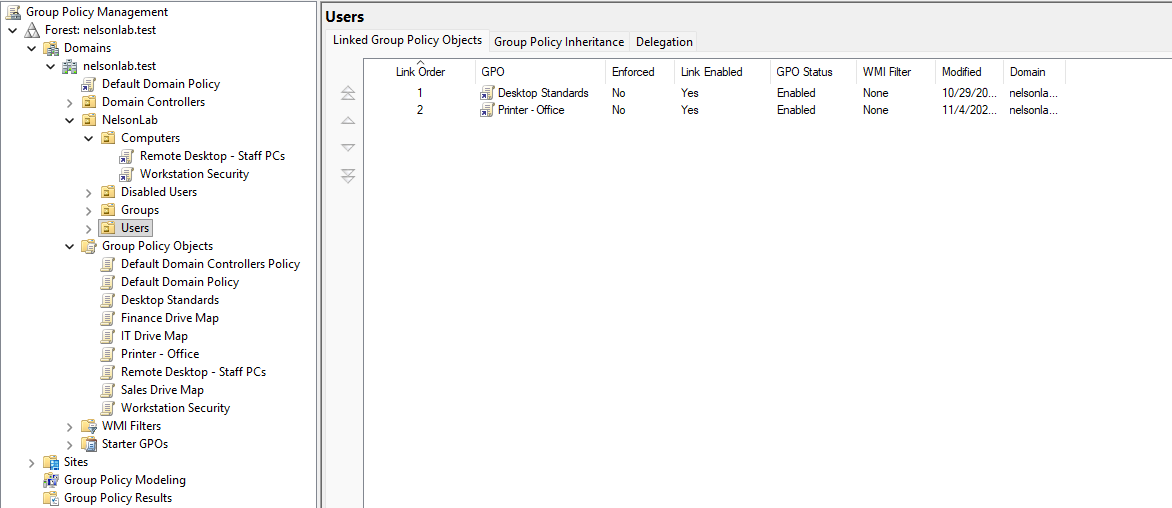 Group Policy Management
Forest: nelsonlab.test
Domains
nelsonlab.test
Default Domain Policy
Domain Controllers
NelsonLab
Computers
Remote Desktop - Staff PCs
Workstation Security
Disabled Users
Groups
Users
Group Policy Objects
Default Domain Controllers Policy
Default Domain Policy
Desktop Standards
Finance Drive Map
IT Drive Map
Printer - Office
Remote Desktop - Staff PCs
Sales Drive Map
Workstation Security
WMI Filters
Starter GPOs
Sites
Group Policy Modeling
Group Policy Results
Users
Linked Group Policy Objects Group Policy Inheritance Delegation
Link Order GPO Enforced Link Enabled GPO Status WMI Filter Modified Domain
1 Desktop Standards No Yes Enabled None 10/29/20... nelsonla...
2 Printer - Office No Yes Enabled None 11/4/202... nelsonla...